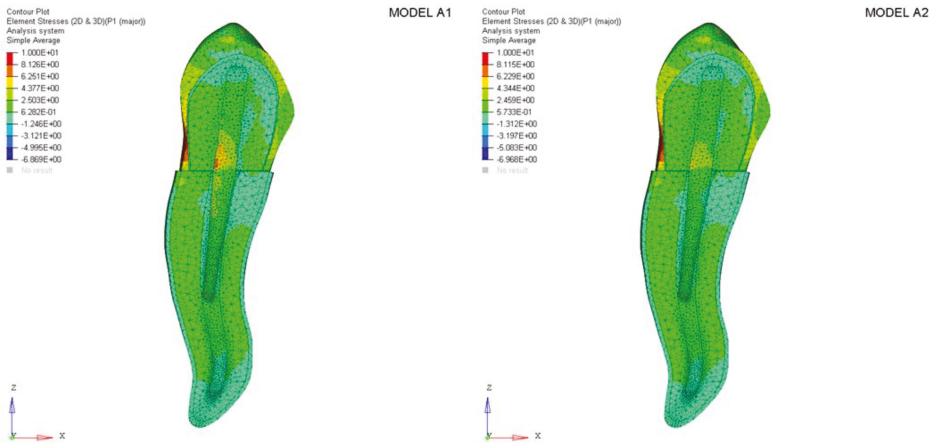 Contour Plot
Element Stresses (2D & 3D)(P1 (major))
Analysis system
Simple Average
1.000E+01
8.126E+00
6.251E+00
4.377E+00
2.503E+00
6.282E-01
-1.246E+00
-3.121E+00
-4.995E+00
-6.869E+00
No result
MODEL A1
Z
Y
X
Contour Plot
Element Stresses (2D & 3D)(P1 (major))
Analysis system
Simple Average
1.000E+01
8.115E+00
6.229E+00
4.344E+00
2.459E+00
5.733E-01
-1.312E+00
-3.197E+00
-5.083E+00
-6.968E+00
No result
MODEL A2
Z
Y
X